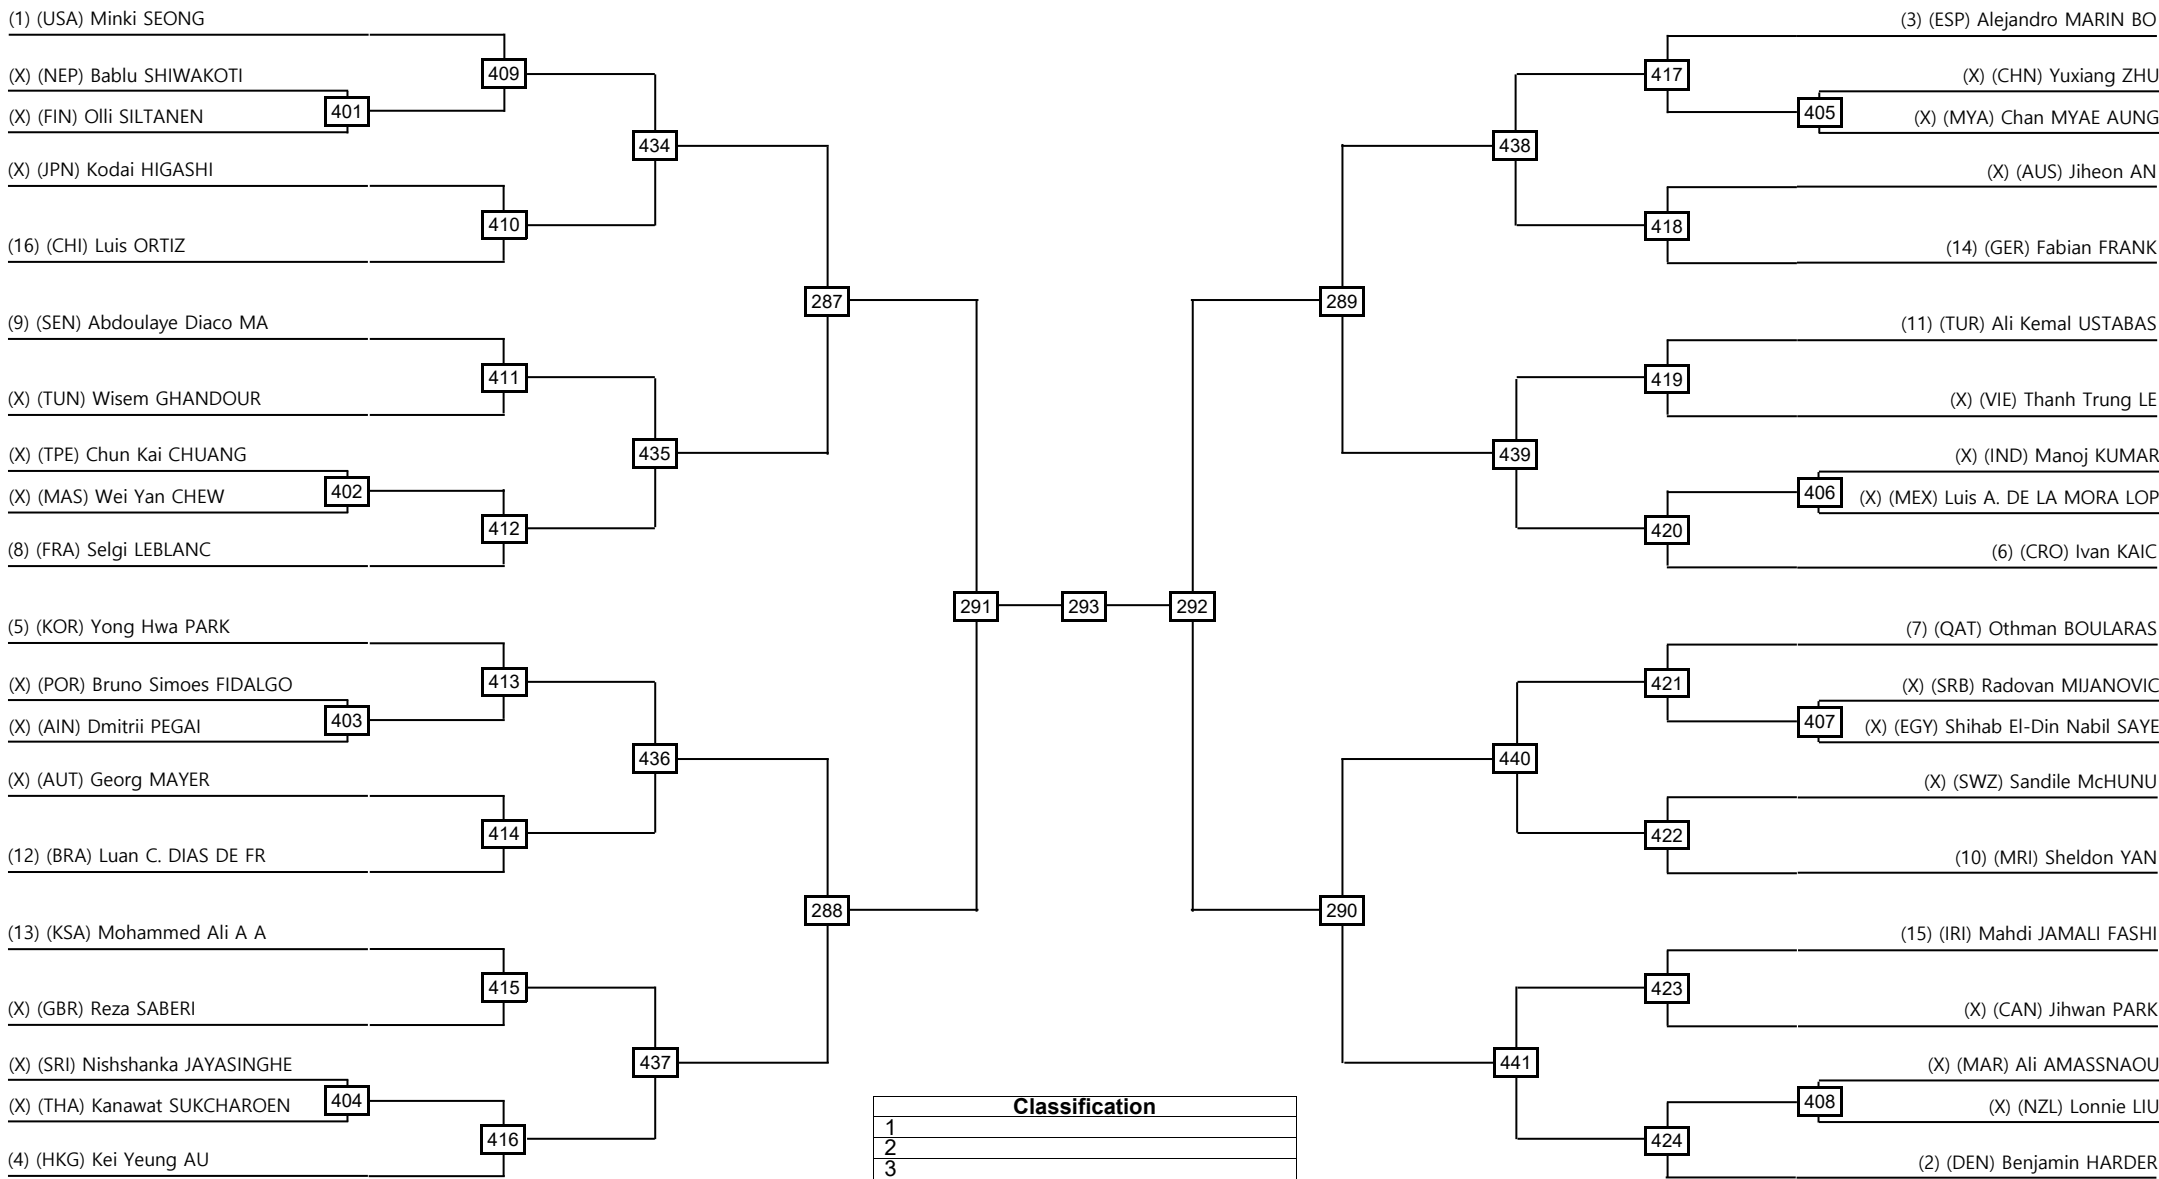 (1) (USA) Minki SEONG
(X) (NEP) Bablu SHIWAKOTI
(X) (FIN) Olli SILTANEN
(X) (JPN) Kodai HIGASHI
(16) (CHI) Luis ORTIZ
(9) (SEN) Abdoulaye Diaco MA
(X) (TUN) Wisem GHANDOUR
(X) (TPE) Chun Kai CHUANG
(X) (MAS) Wei Yan CHEW
(8) (FRA) Selgi LEBLANC
(5) (KOR) Yong Hwa PARK
(X) (POR) Bruno Simoes FIDALGO
(X) (AIN) Dmitrii PEGAI
(X) (AUT) Georg MAYER
(12) (BRA) Luan C. DIAS DE FR
(13) (KSA) Mohammed Ali A A
(X) (GBR) Reza SABERI
(X) (SRI) Nishshanka JAYASINGHE
(X) (THA) Kanawat SUKCHAROEN
(4) (HKG) Kei Yeung AU
401
402
403
404
409
410
411
412
413
414
415
416
434
435
436
437
287
288
291
293
292
289
290
438
439
440
441
417
418
419
420
421
422
423
424
405
406
407
408
(3) (ESP) Alejandro MARIN BO
(X) (CHN) Yuxiang ZHU
(X) (MYA) Chan MYAE AUNG
(X) (AUS) Jiheon AN
(14) (GER) Fabian FRANK
(11) (TUR) Ali Kemal USTABAS
(X) (VIE) Thanh Trung LE
(X) (IND) Manoj KUMAR
(X) (MEX) Luis A. DE LA MORA LOP
(6) (CRO) Ivan KAIC
(7) (QAT) Othman BOULARAS
(X) (SRB) Radovan MIJANOVIC
(X) (EGY) Shihab El-Din Nabil SAYE
(X) (SWZ) Sandile McHUNU
(10) (MRI) Sheldon YAN
(15) (IRI) Mahdi JAMALI FASHI
(X) (CAN) Jihwan PARK
(X) (MAR) Ali AMASSNAOU
(X) (NZL) Lonnie LIU
(2) (DEN) Benjamin HARDER
Classification
1
2
3